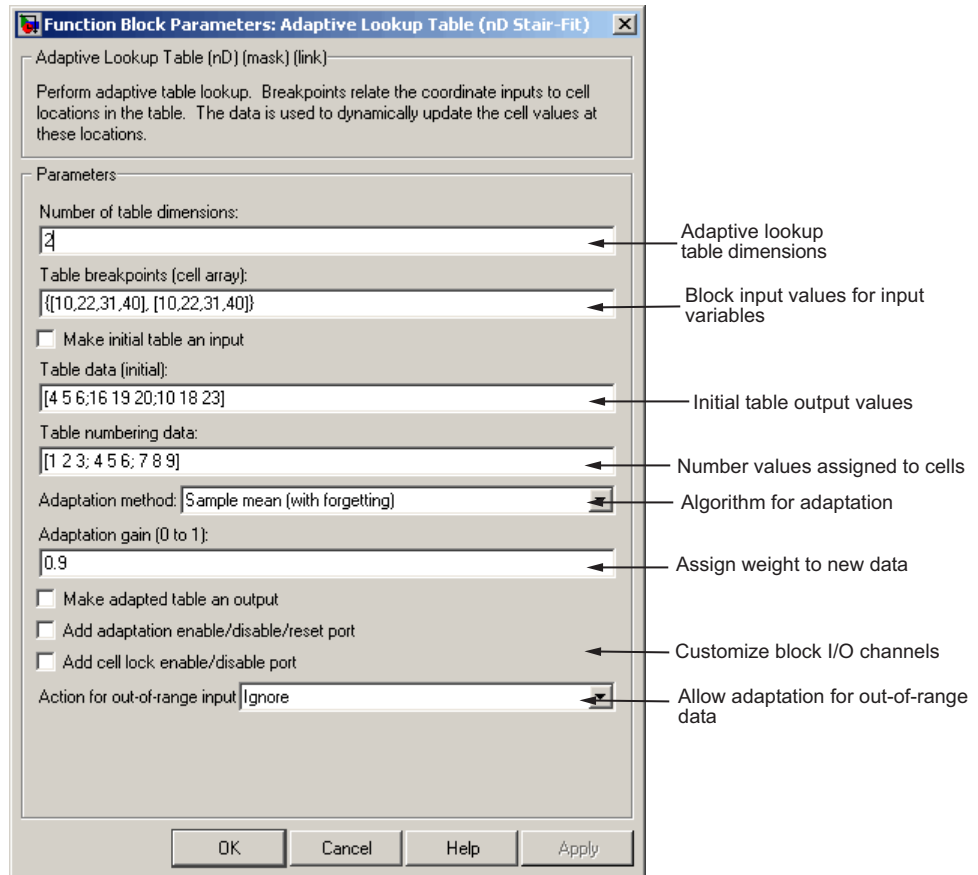 Function Block Parameters: Adaptive Lookup Table (nD Stair-Fit)
Adaptive Lookup Table (nD) (mask) (link)
Perform adaptive table lookup. Breakpoints relate the coordinate inputs to cell
locations in the table. The data is used to dynamically update the cell values at
these locations.
Parameters
Number of table dimensions:
2
Adaptive lookup
table dimensions
Table breakpoints (cell array):
{[10,22,31,40], [10,22,31,40]}
Block input values for input
variables
Make initial table an input
Table data (initial):
[4 5 6;16 19 20;10 18 23]
Initial table output values
Table numbering data:
[1 2 3; 4 5 6; 7 8 9]
Number values assigned to cells
Adaptation method: Sample mean (with forgetting)
Algorithm for adaptation
Adaptation gain (0 to 1):
0.9
Assign weight to new data
Make adapted table an output
Add adaptation enable/disable/reset port
Add cell lock enable/disable port
Customize block I/O channels
Action for out-of-range input Ignore
Allow adaptation for out-of-range
data
OK Cancel Help Apply